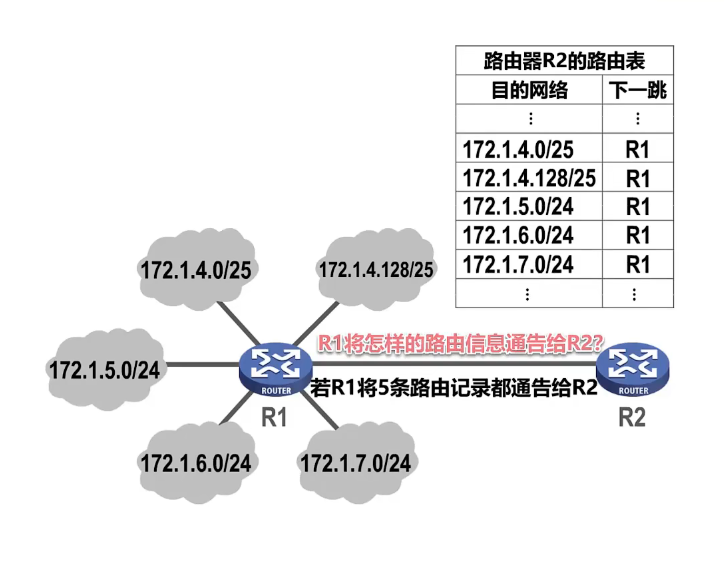 路由器R2的路由表
目的网络 下一跳
⋮ ⋮
172.1.4.0/25 R1
172.1.4.128/25 R1
172.1.5.0/24 R1
172.1.6.0/24 R1
172.1.7.0/24 R1
⋮ ⋮
172.1.4.0/25
172.1.4.128/25
R1将怎样的路由信息通告给R2?
172.1.5.0/24
ROUTER
R1
若R1将5条路由记录都通告给R2
ROUTER
R2
172.1.6.0/24
172.1.7.0/24